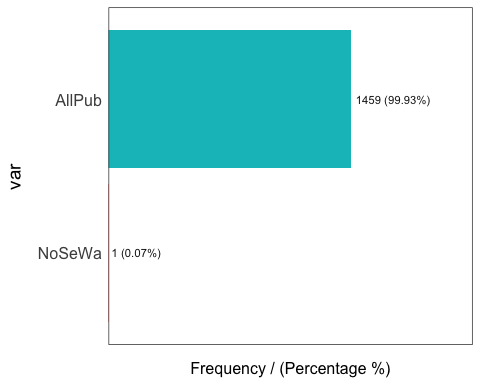 AllPub
1459 (99.93%)
var
NoSeWa
1 (0.07%)
Frequency / (Percentage %)